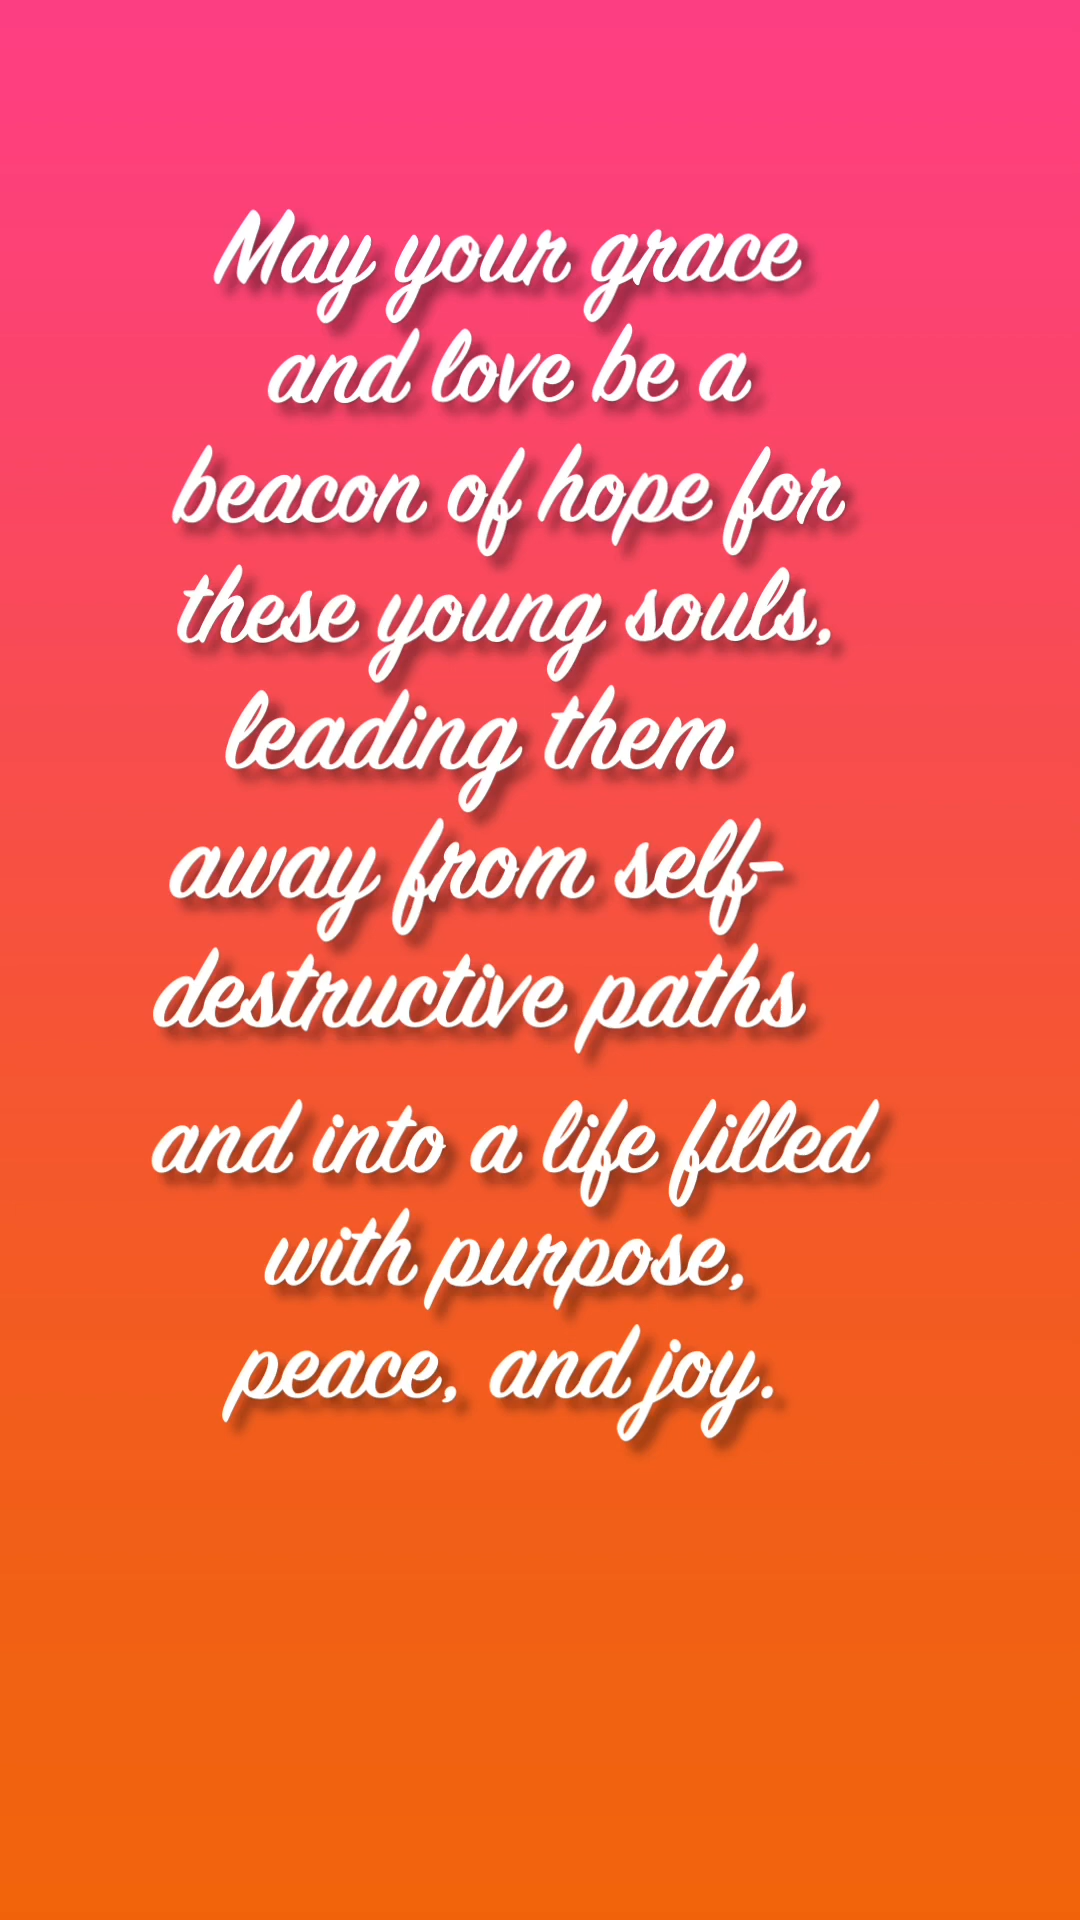 May your grace
and love be a
beacon of hope for
these young souls,
leading them
away from self-
destructive paths
and into a life filled
with purpose,
peace, and joy.